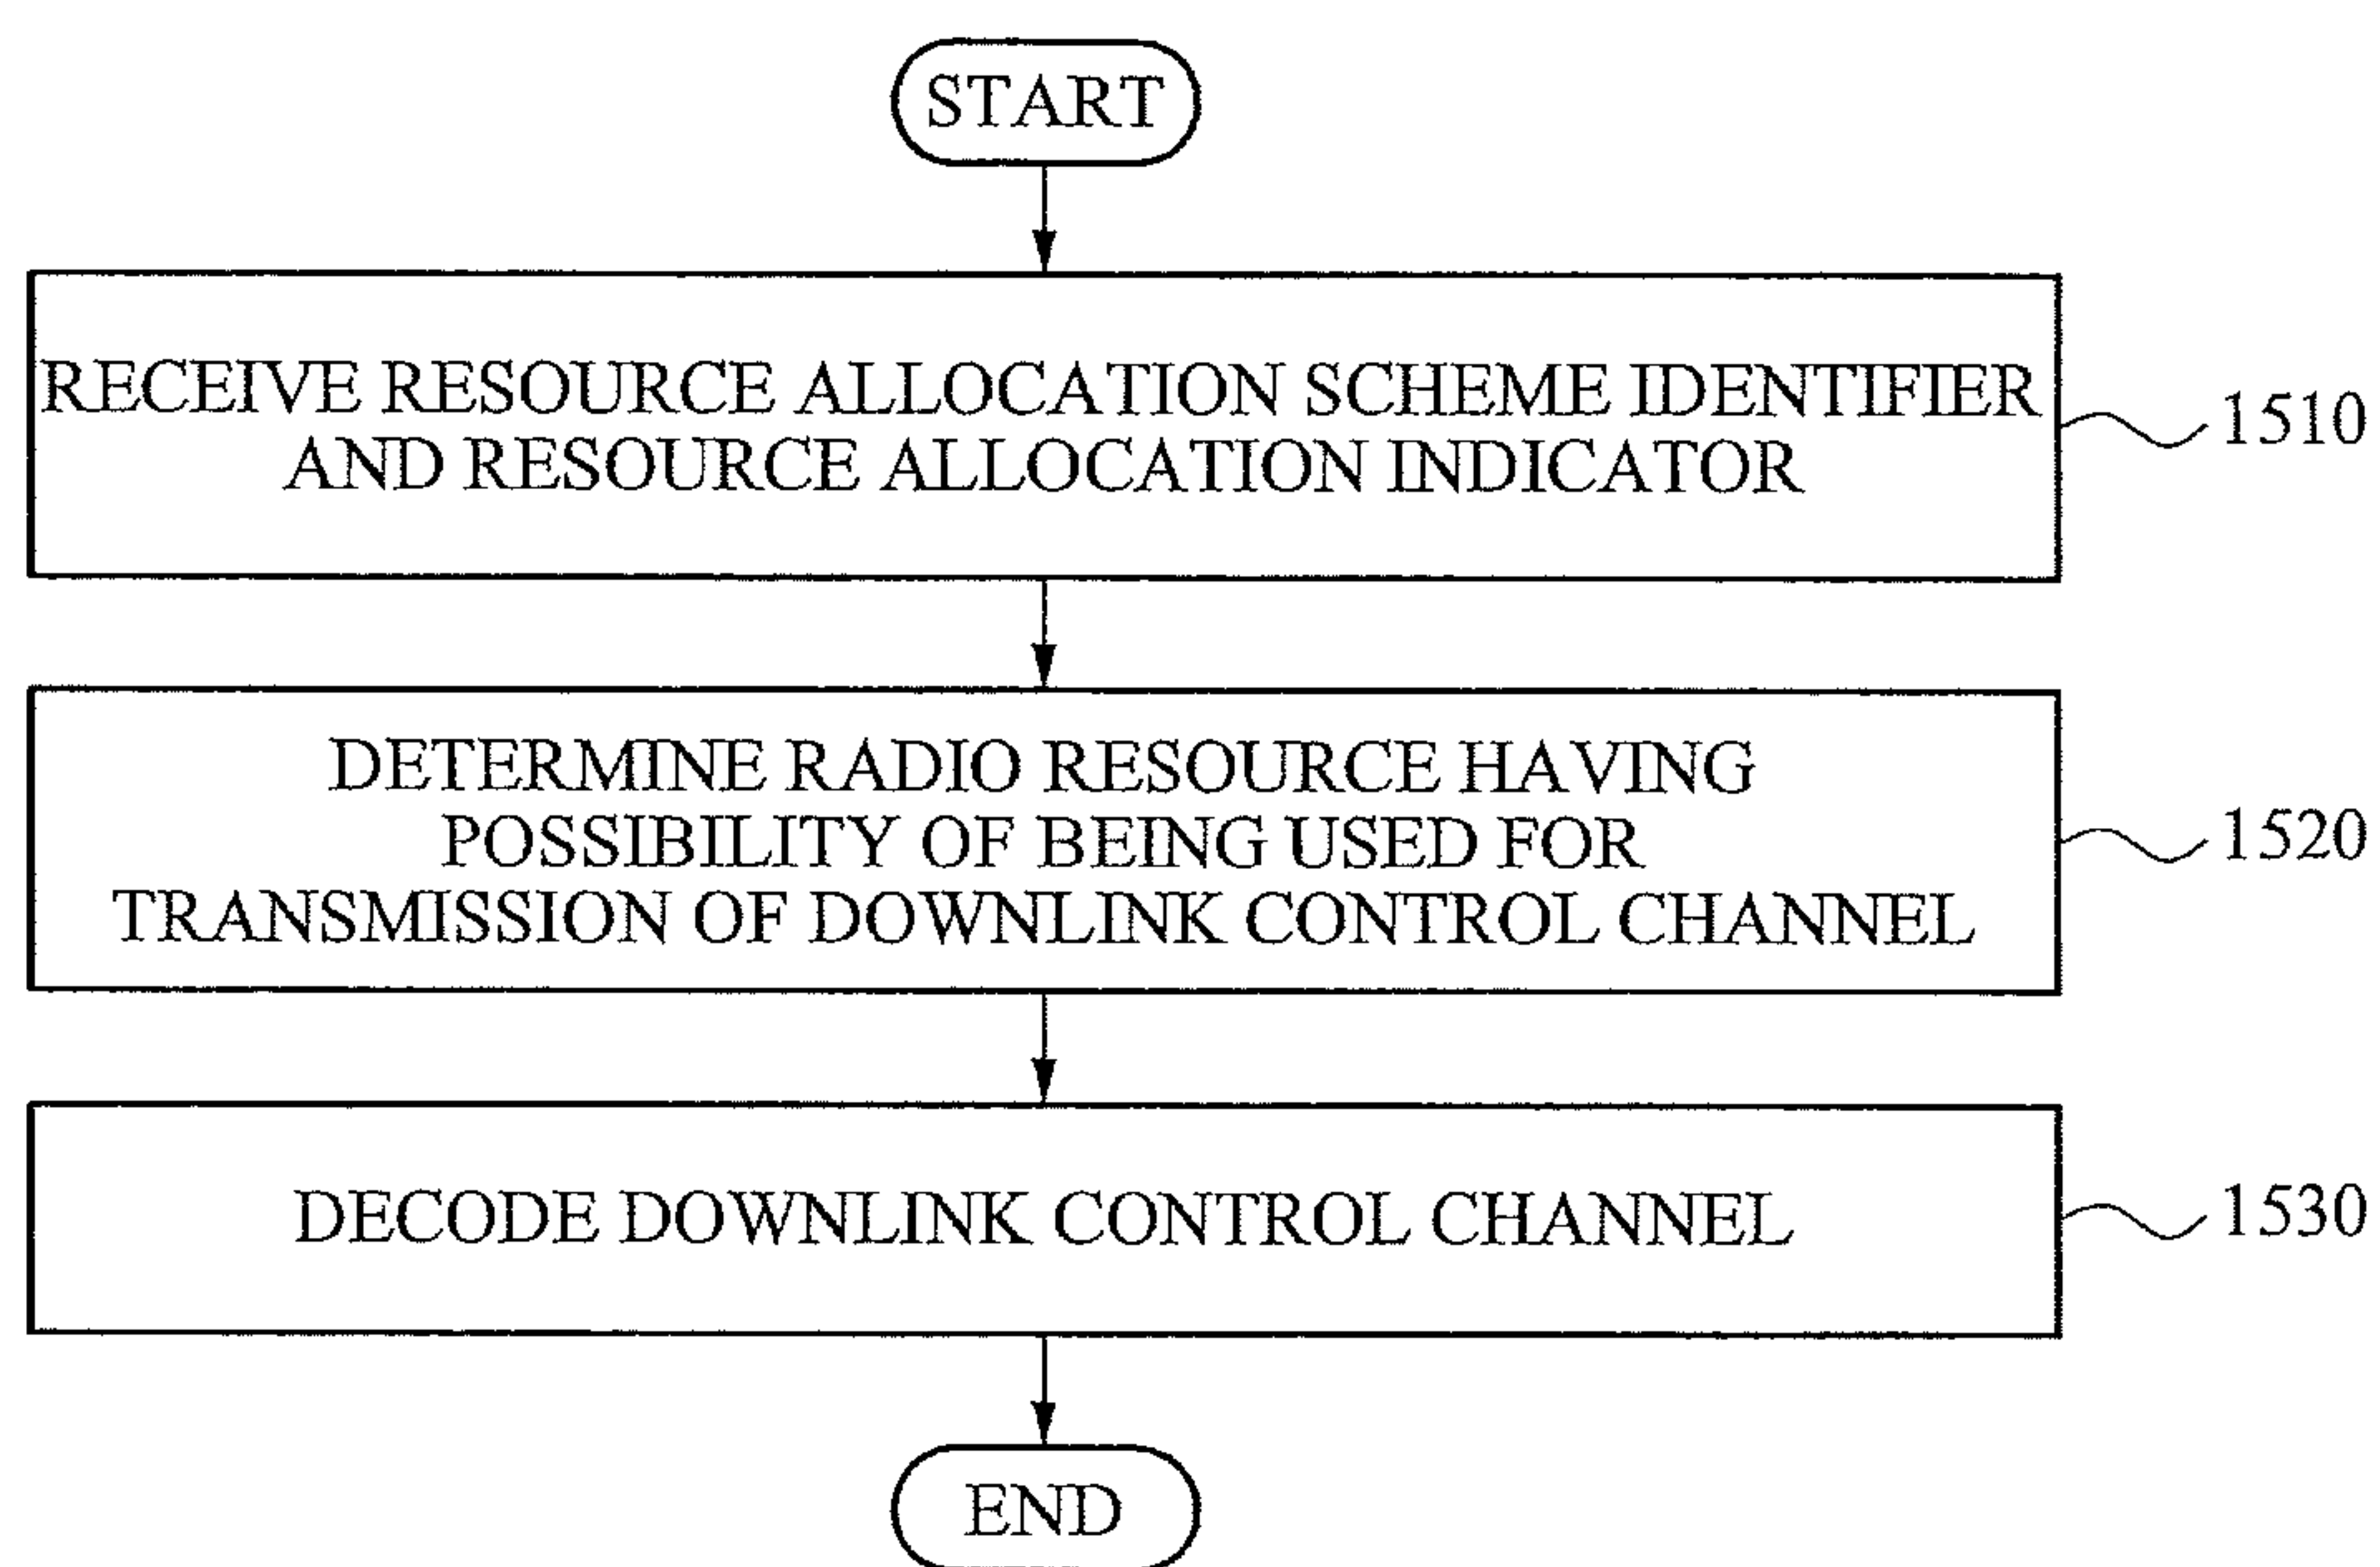 START
RECEIVE RESOURCE ALLOCATION SCHEME IDENTIFIER
AND RESOURCE ALLOCATION INDICATOR
1510
DETERMINE RADIO RESOURCE HAVING
POSSIBILITY OF BEING USED FOR
TRANSMISSION OF DOWNLINK CONTROL CHANNEL
1520
DECODE DOWNLINK CONTROL CHANNEL
1530
END